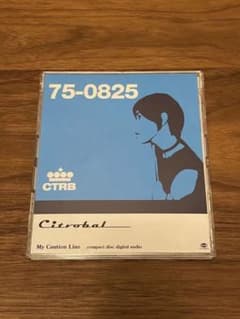 75-0825
CTRB
Citrobal
My Caution Line compact disc digital audio